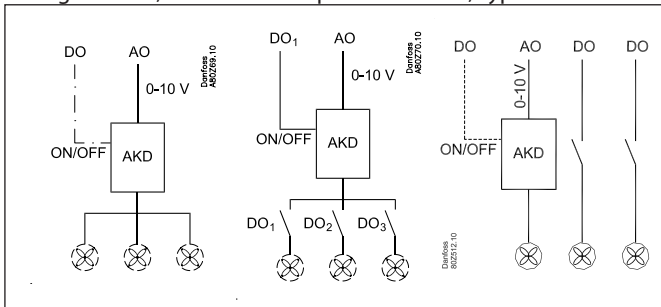 DO
AO
0-10 V
Danfoss
A80Z69.10
ON/OFF
AKD
DO1
AO
0-10 V
Danfoss
A80Z70.10
ON/OFF
AKD
DO1
DO2
DO3
DO
AO
DO
DO
0-10 V
ON/OFF
AKD
Danfoss
80Z512.10